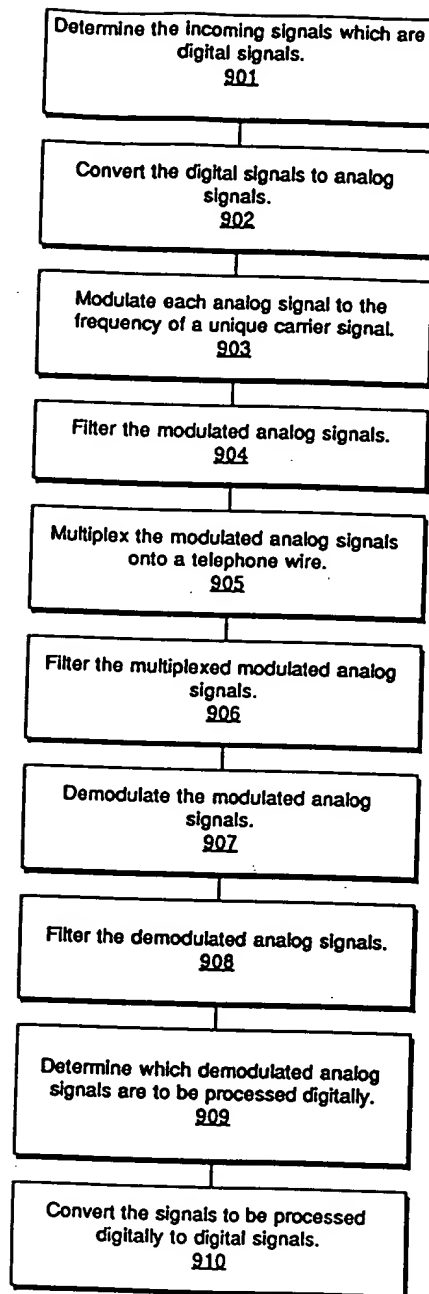 Determine the incoming signals which are
digital signals.
901
Convert the digital signals to analog
signals.
902
Modulate each analog signal to the
frequency of a unique carrier signal.
903
Filter the modulated analog signals.
904
Multiplex the modulated analog signals
onto a telephone wire.
905
Filter the multiplexed modulated analog
signals.
906
Demodulate the modulated analog
signals.
907
Filter the demodulated analog signals.
908
Determine which demodulated analog
signals are to be processed digitally.
909
Convert the signals to be processed
digitally to digital signals.
910